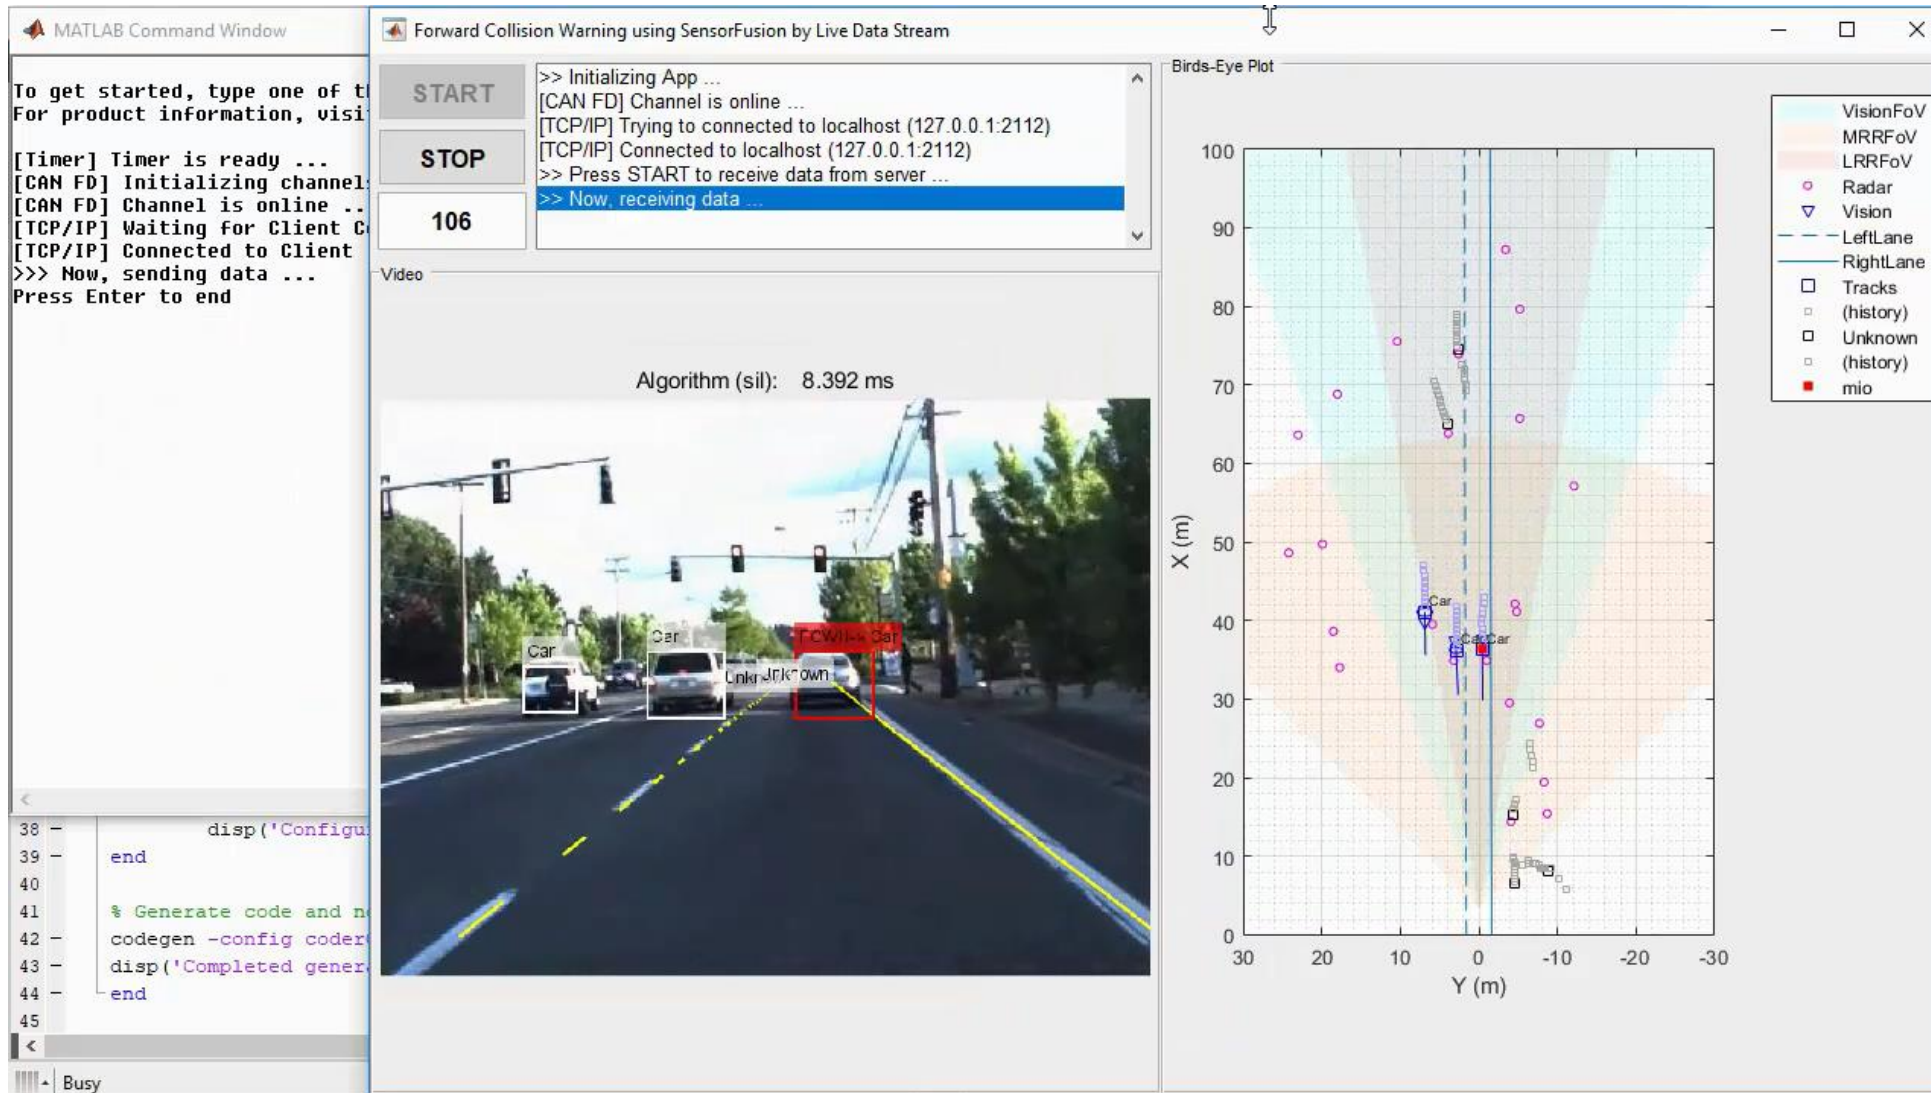 MATLAB Command Window
To get started, type one of t
For product information, visi
[Timer] Timer is ready ...
[CAN FD] Initializing channels
[CAN FD] Channel is online ..
[TCP/IP] Waiting for Client C
[TCP/IP] Connected to Client
>>> Now, sending data ...
Press Enter to end
38
disp('Configu
39
end
40
41
% Generate code and n
42
codegen -config coder
43
disp('Completed gener
44
end
45
Busy
Forward Collision Warning using SensorFusion by Live Data Stream
START
STOP
106
>> Initializing App ...
[CAN FD] Channel is online ...
[TCP/IP] Trying to connected to localhost (127.0.0.1:2112)
[TCP/IP] Connected to localhost (127.0.0.1:2112)
>> Press START to receive data from server ...
>> Now, receiving data ...
Video
Algorithm (sil): 8.392 ms
Car
Car
Car
Unknown
Birds-Eye Plot
VisionFoV
MRRFoV
LRRFoV
Radar
Vision
LeftLane
RightLane
Tracks
(history)
Unknown
(history)
mio
100
90
80
70
60
50
40
30
20
10
0
X (m)
Car
Car
30
20
10
0
-10
-20
-30
Y (m)